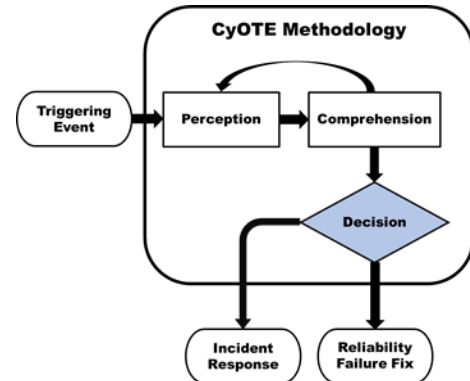 CyOTE Methodology
Triggering
Event
Perception
Comprehension
Decision
Incident
Response
Reliability
Failure Fix